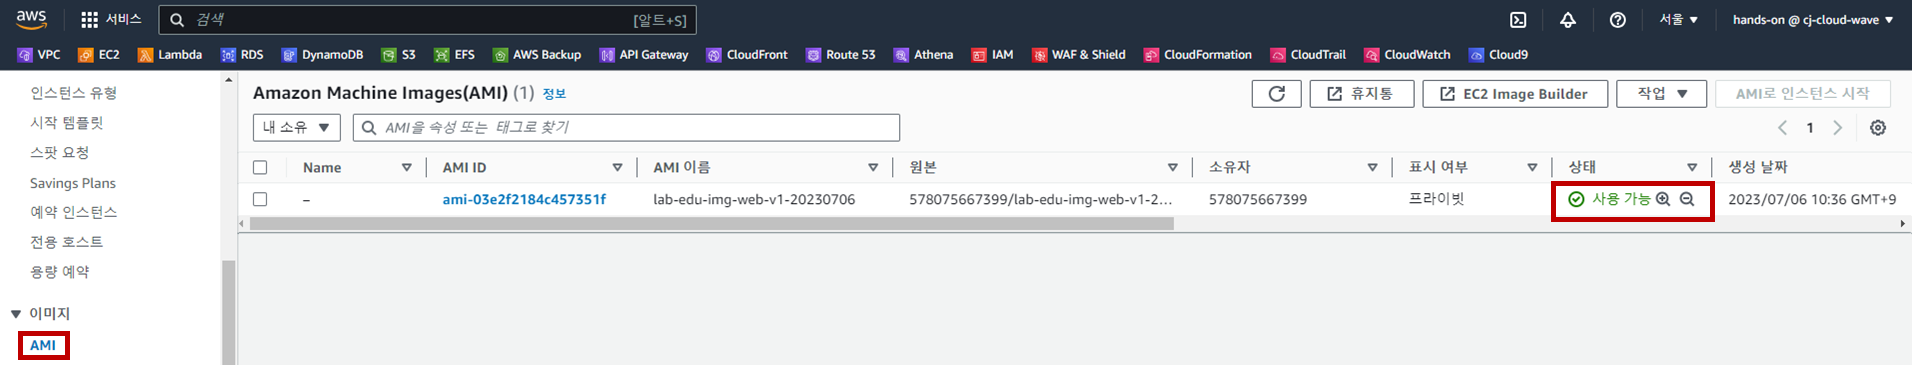 aws 서비스 검색 [알트+S] 서울 ▼ hands-on @ cj-cloud-wave ▼
VPC EC2 Lambda RDS DynamoDB S3 EFS AWS Backup API Gateway CloudFront Route 53 Athena IAM WAF & Shield CloudFormation CloudTrail CloudWatch Cloud9
인스턴스 유형
시작 템플릿
스팟 요청
Savings Plans
예약 인스턴스
전용 호스트
용량 예약
▼ 이미지
AMI
Amazon Machine Images(AMI) (1) 정보 휴지통 EC2 Image Builder 작업 ▼ AMI로 인스턴스 시작
내 소유 ▼ AMI을 속성 또는 태그로 찾기 < 1 >
Name AMI ID AMI 이름 원본 소유자 표시 여부 상태 생성 날짜
– ami-03e2f2184c457351f lab-edu-img-web-v1-20230706 578075667399/lab-edu-img-web-v1-2... 578075667399 프라이빗 사용 가능 2023/07/06 10:36 GMT+9